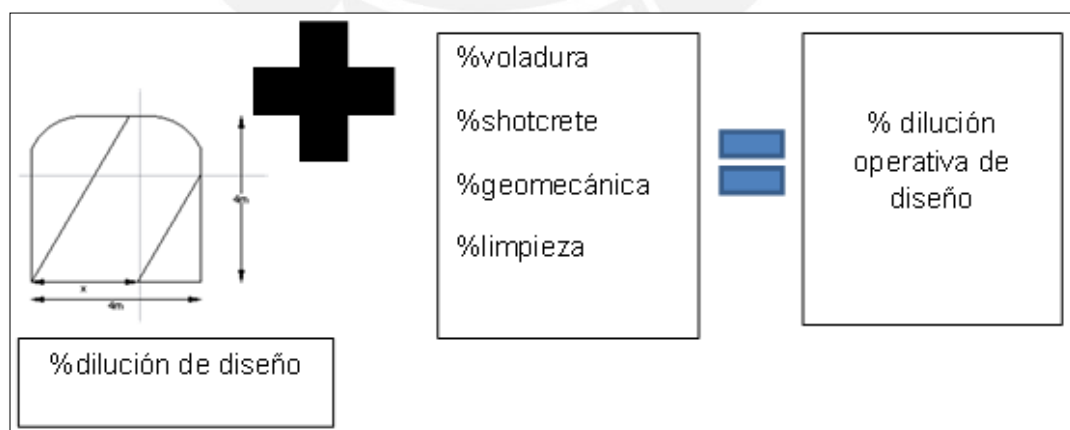 4m
x
4m
%dilución de diseño
%voladura
%shotcrete
%geomecánica
%limpieza
% dilución
operativa de
diseño